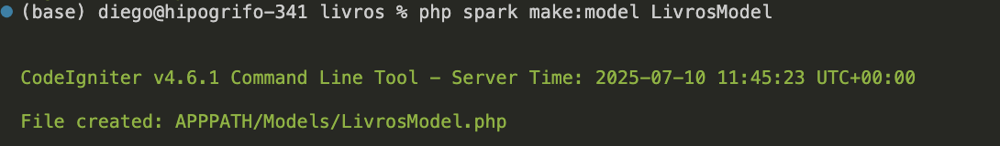 (base) diego@hipogrifo-341 livros % php spark make:model LivrosModel
CodeIgniter v4.6.1 Command Line Tool - Server Time: 2025-07-10 11:45:23 UTC+00:00
File created: APPPATH/Models/LivrosModel.php